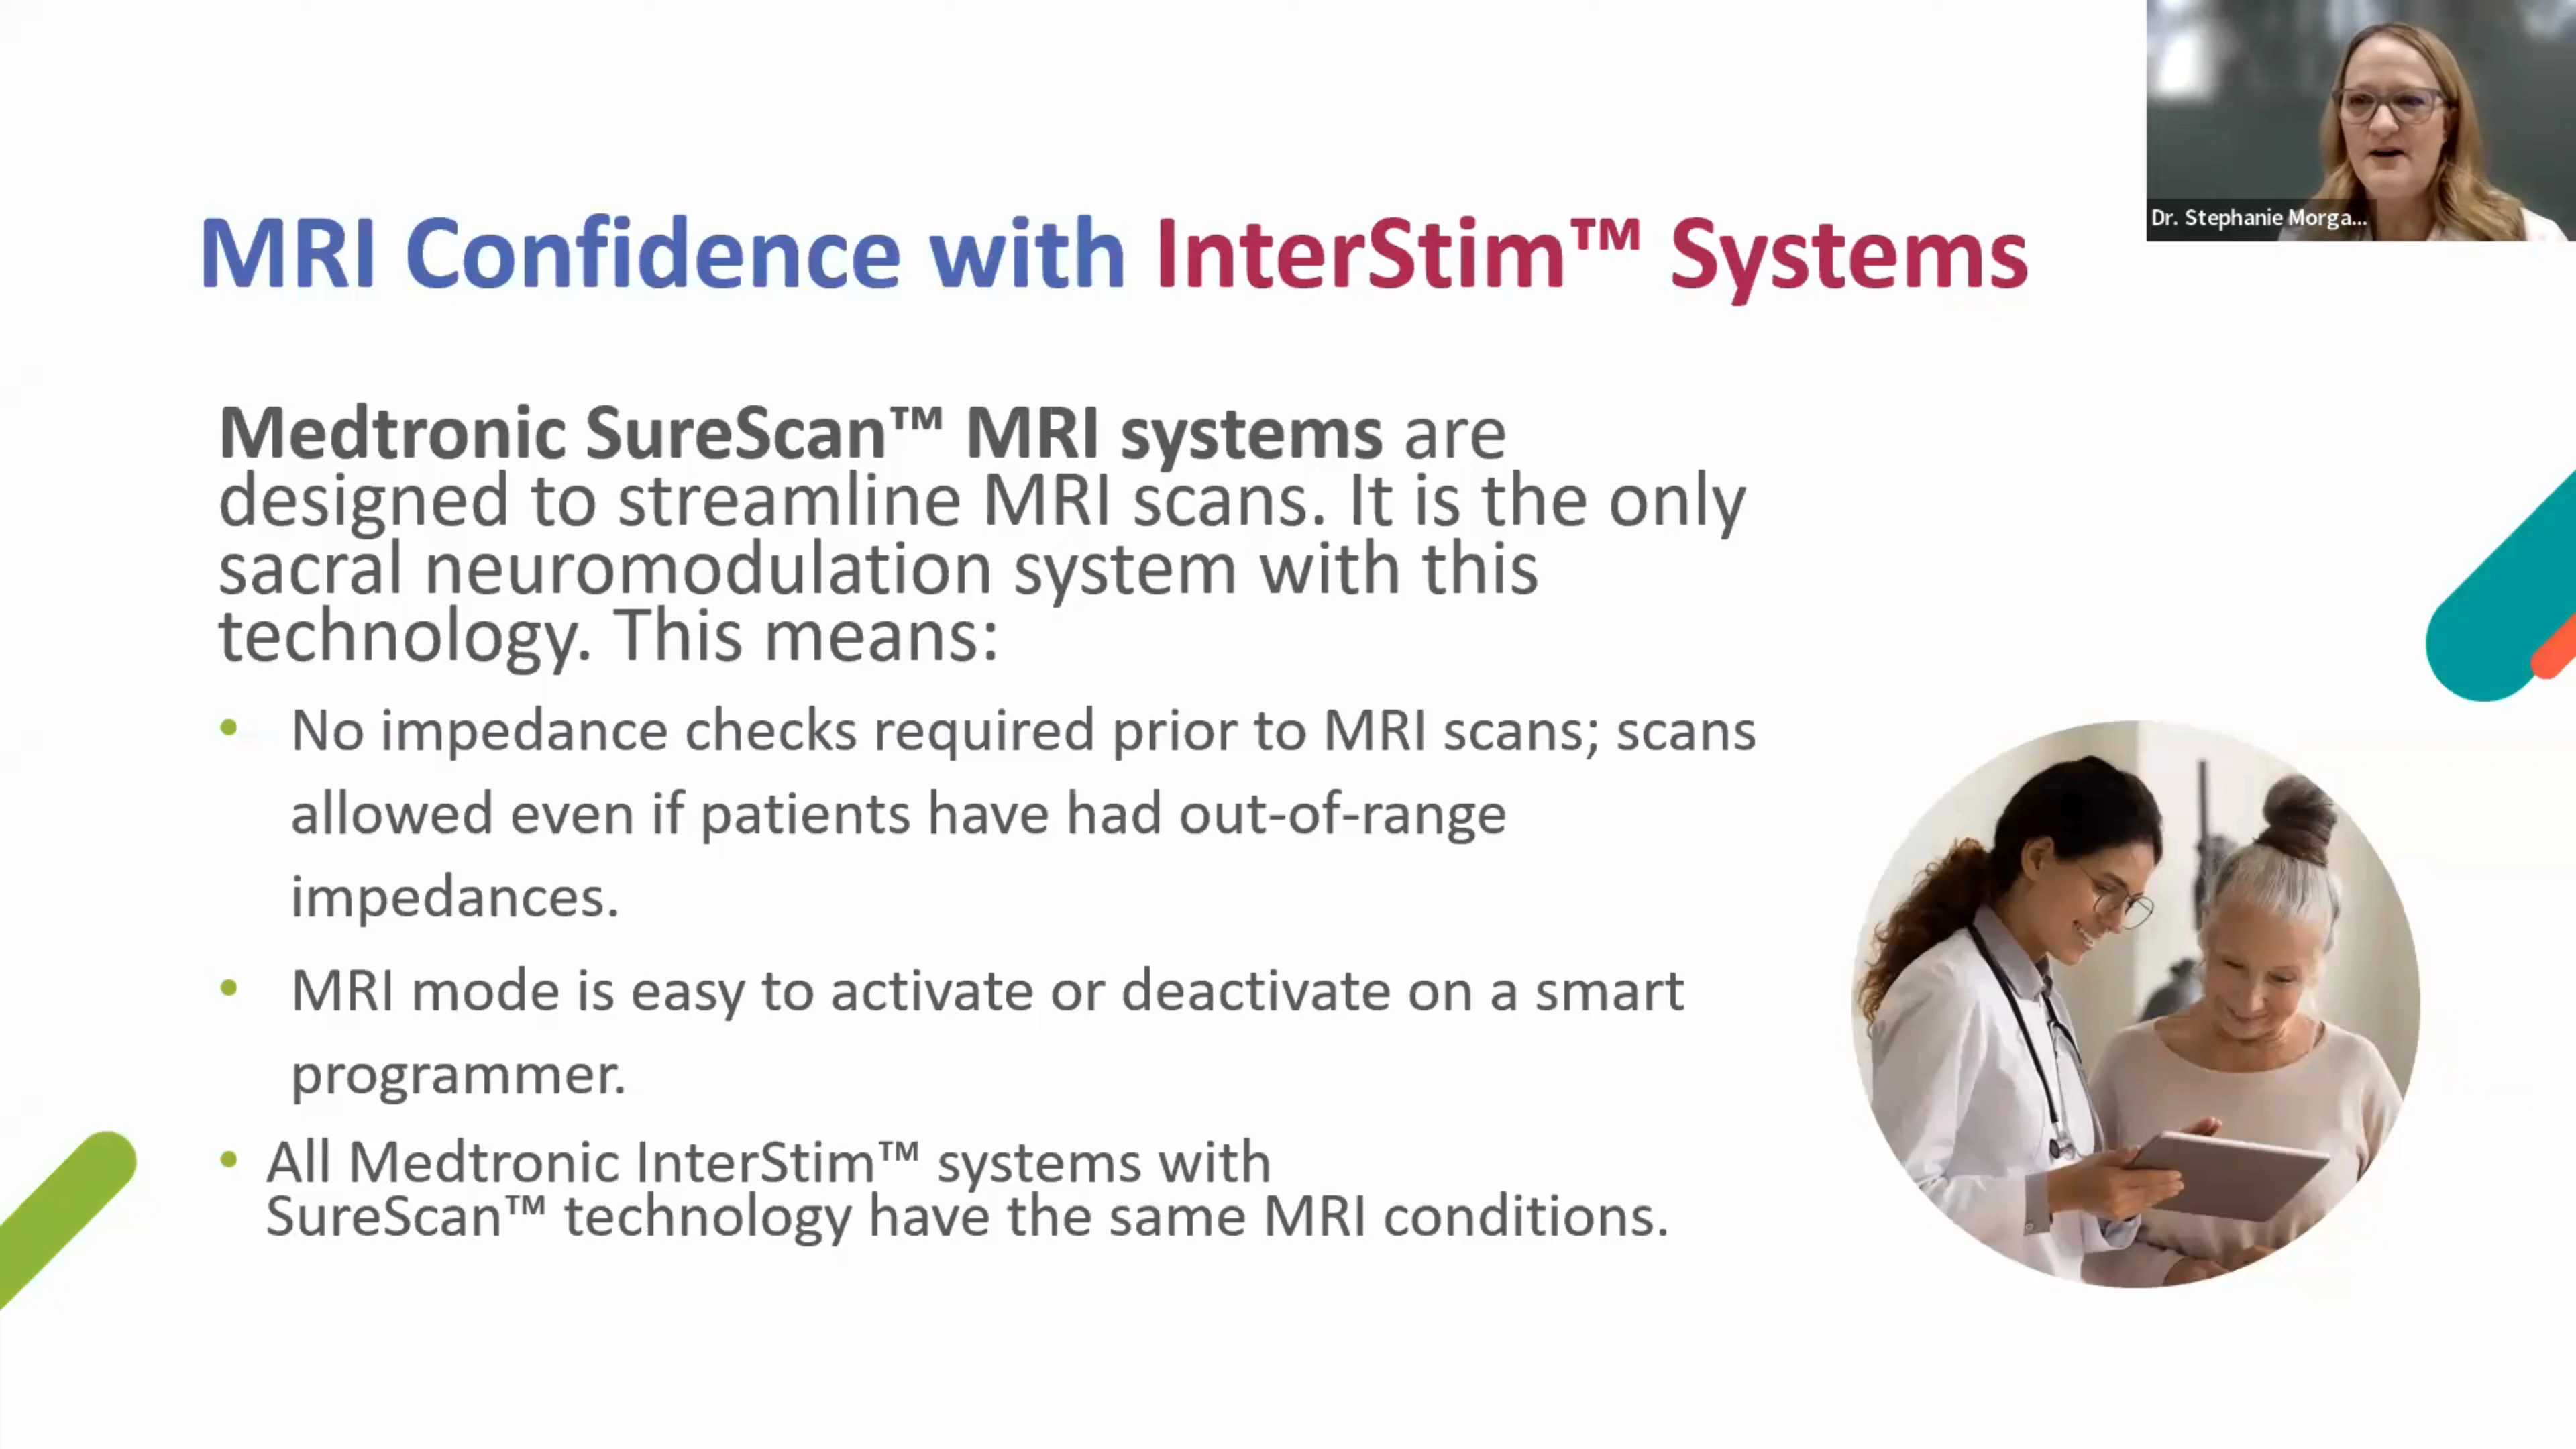 Dr. Stephanie Morga...
MRI Confidence with InterStim™ Systems
Medtronic SureScan™ MRI systems are
designed to streamline MRI scans. It is the only
sacral neuromodulation system with this
technology. This means:
• No impedance checks required prior to MRI scans; scans
allowed even if patients have had out-of-range
impedances.
• MRI mode is easy to activate or deactivate on a smart
programmer.
• All Medtronic InterStim™ systems with
SureScan™ technology have the same MRI conditions.